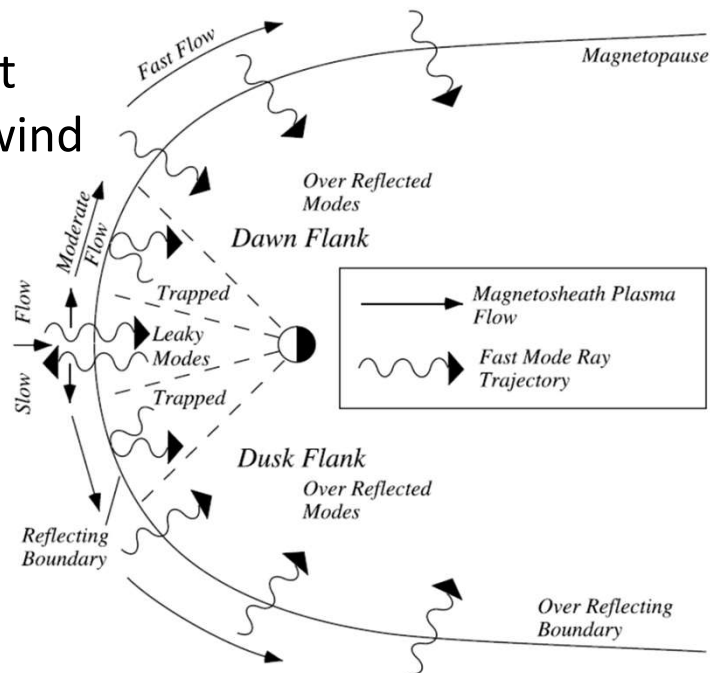 t
wind
Fast Flow
Magnetopause
Over Reflected
Modes
Dawn Flank
Moderate
Flow
Trapped
Flow
Slow
Leaky
Modes
Trapped
Magnetosheath Plasma
Flow
Fast Mode Ray
Trajectory
Dusk Flank
Over Reflected
Modes
Reflecting
Boundary
Over Reflecting
Boundary